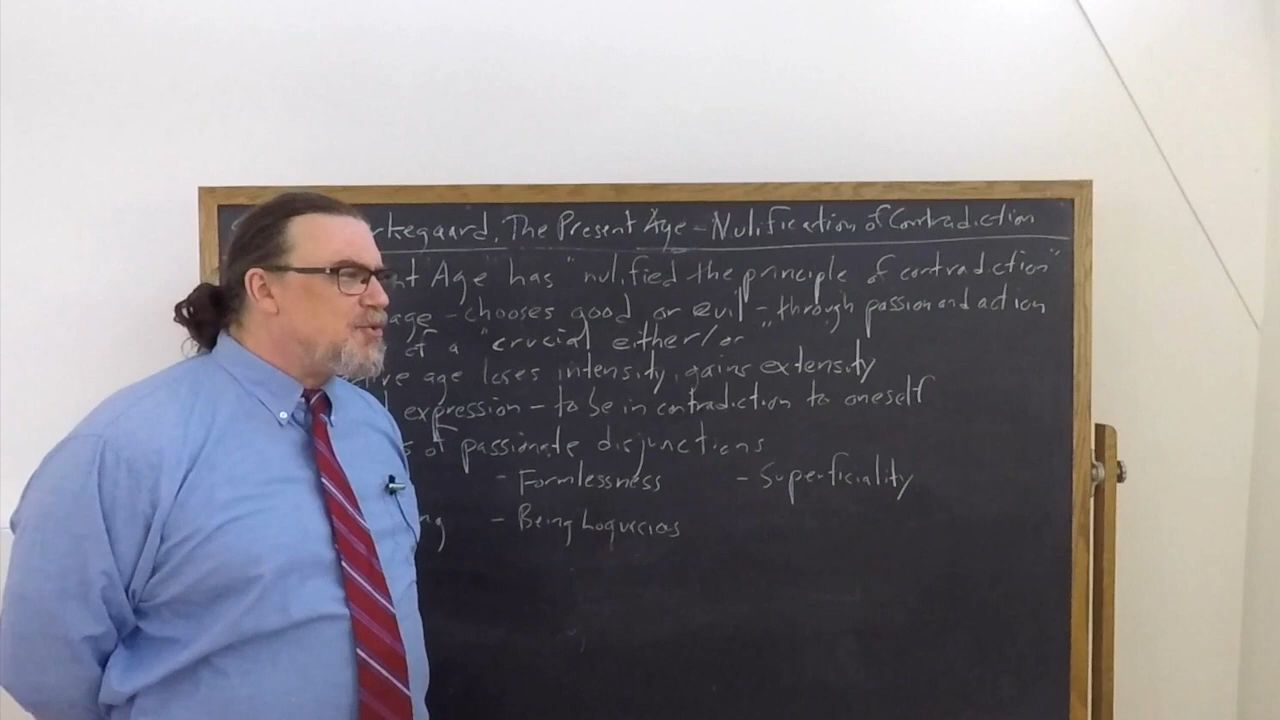 rkegaard, The Present Age - Nulification of Contradiction
nt Age" has "nulified the principle of contradiction"
age - chooses good or evil - through passion and action
of a "crucial either/or"
ive age loses intensity, gains extensity
expression - to be in contradiction to oneself
s of passionate disjunctions
- Formlessness - Superficiality
ng - Being Loquacious